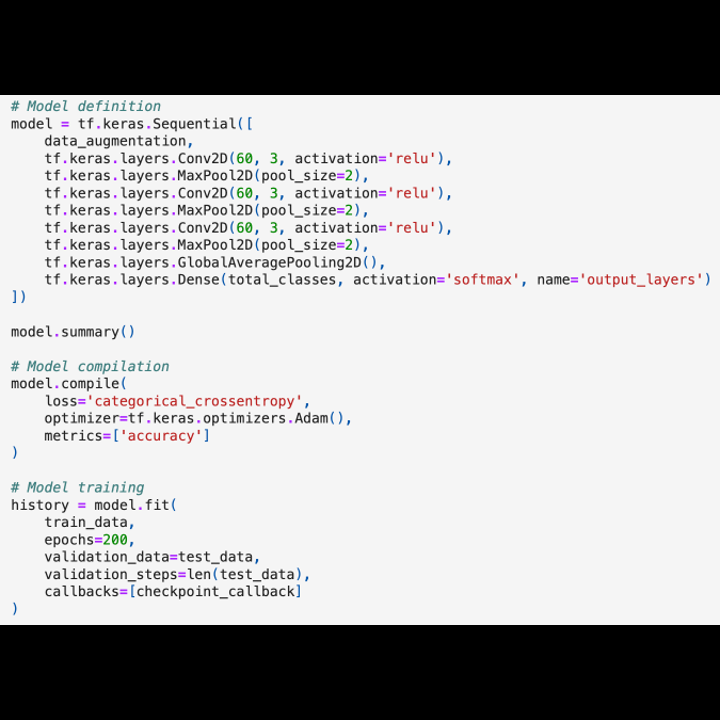 # Model definition
model = tf.keras.Sequential([
    data_augmentation,
    tf.keras.layers.Conv2D(60, 3, activation='relu'),
    tf.keras.layers.MaxPool2D(pool_size=2),
    tf.keras.layers.Conv2D(60, 3, activation='relu'),
    tf.keras.layers.MaxPool2D(pool_size=2),
    tf.keras.layers.Conv2D(60, 3, activation='relu'),
    tf.keras.layers.MaxPool2D(pool_size=2),
    tf.keras.layers.GlobalAveragePooling2D(),
    tf.keras.layers.Dense(total_classes, activation='softmax', name='output_layers')
])

model.summary()

# Model compilation
model.compile(
    loss='categorical_crossentropy',
    optimizer=tf.keras.optimizers.Adam(),
    metrics=['accuracy']
)

# Model training
history = model.fit(
    train_data,
    epochs=200,
    validation_data=test_data,
    validation_steps=len(test_data),
    callbacks=[checkpoint_callback]
)